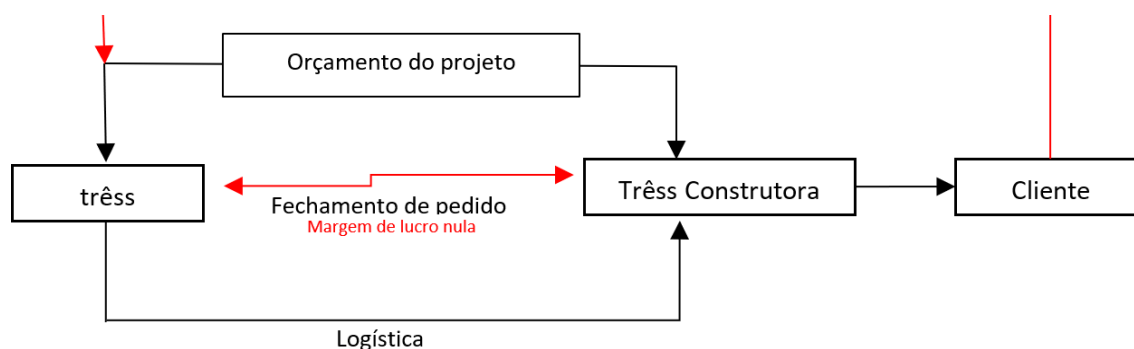 Orçamento do projeto
trêss
Fechamento de pedido
Margem de lucro nula
Trêss Construtora
Cliente
Logística